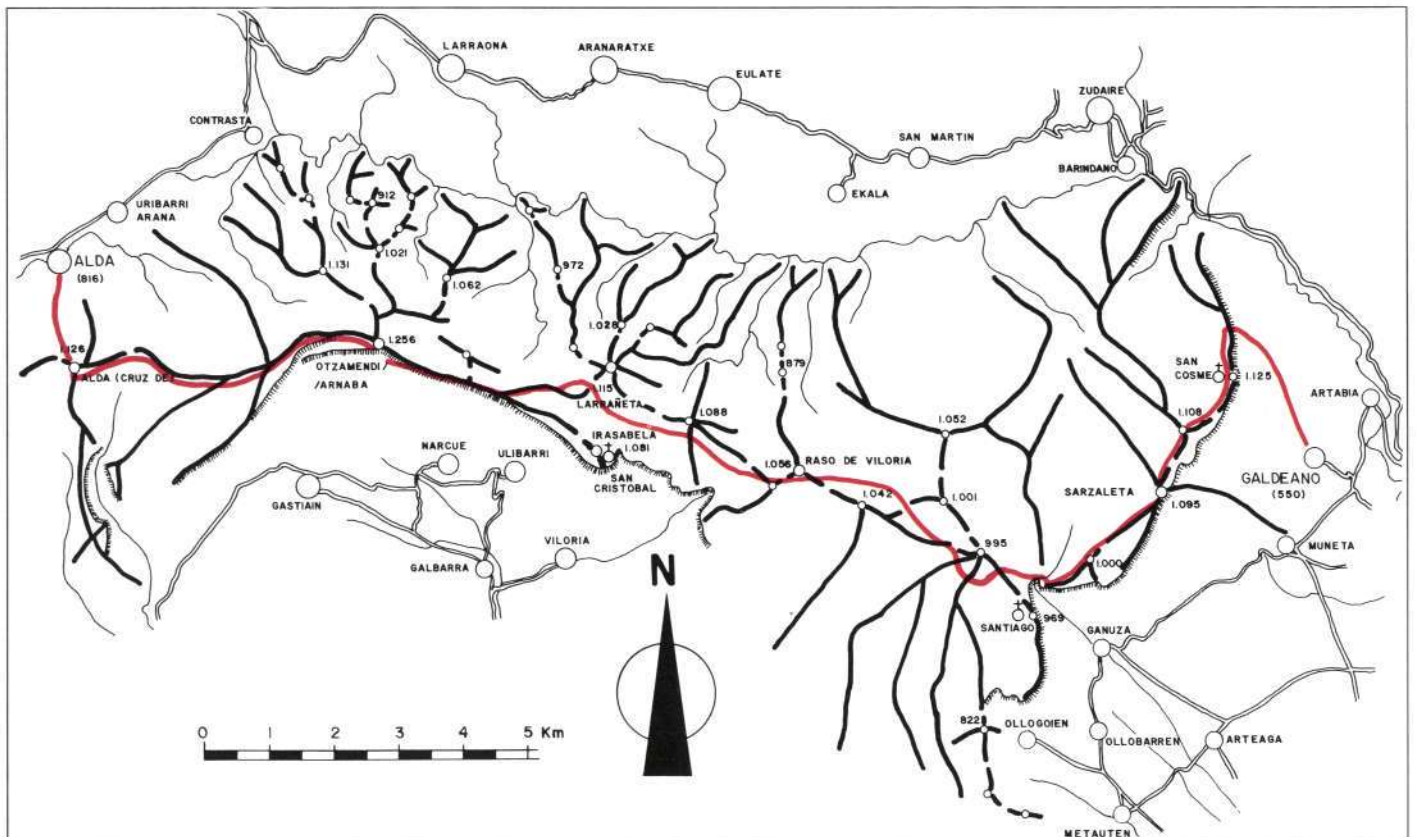 LARRAONA
ARANARATXE
EULATE
ZUDAIRE
CONTRASTA
SAN MARTIN
BARINDANO
EKALA
912
URIBARRI
ARANA
ALDA
(816)
1.021
972
1.131
1.062
1.028
1.126
1.256
ALDA (CRUZ DE)
OTZAMENDI/
/ARNABA
1.115
LARRAÑETA
879
SAN
COSME
1.125
ARTABIA
1.088
1.052
1.108
IRASABELA
1.081
SAN
CRISTOBAL
NARCUE
ULIBARRI
GASTIAIN
1.056
RASO DE VILORIA
1.042
1.001
SARZALETA
1.095
GALDEANO
(550)
VILORIA
GALBARRA
995
1.000
MUNETA
N
SANTIAGO
969
GANUZA
0 1 2 3 4 5 Km
822
OLLOGOIEN
OLLOBARREN
ARTEAGA
METAUTEN